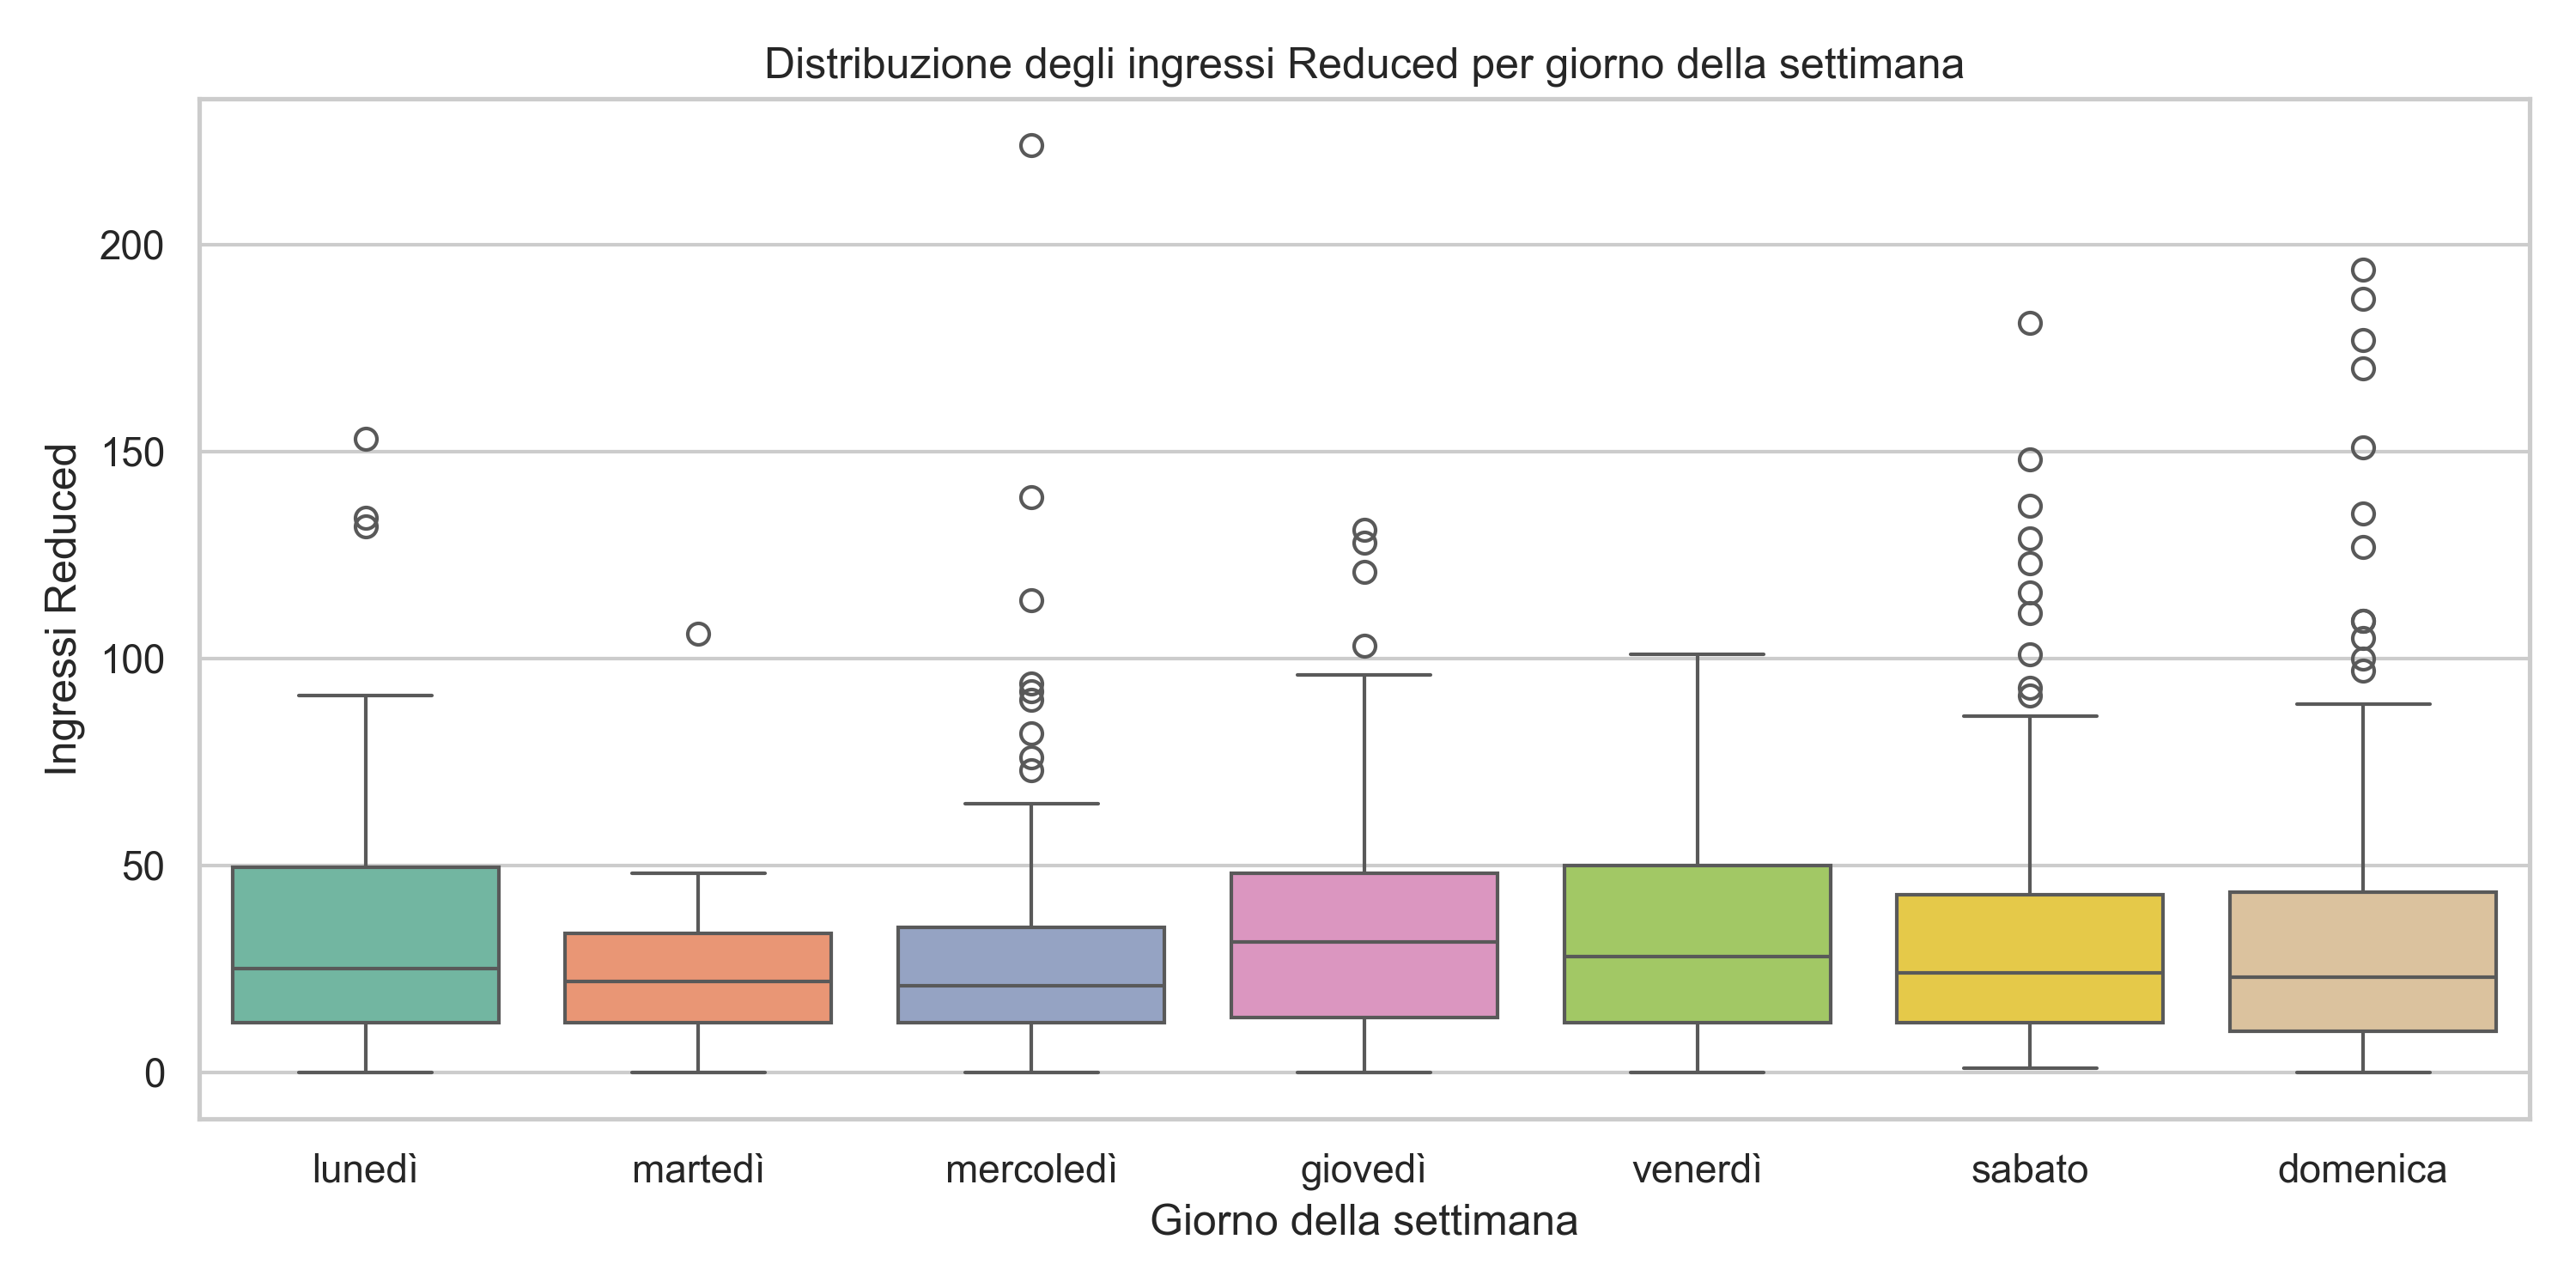 Distribuzione degli ingressi Reduced per giorno della settimana
Ingressi Reduced
200
150
100
50
0
lunedì martedì mercoledì giovedì venerdì sabato domenica
Giorno della settimana